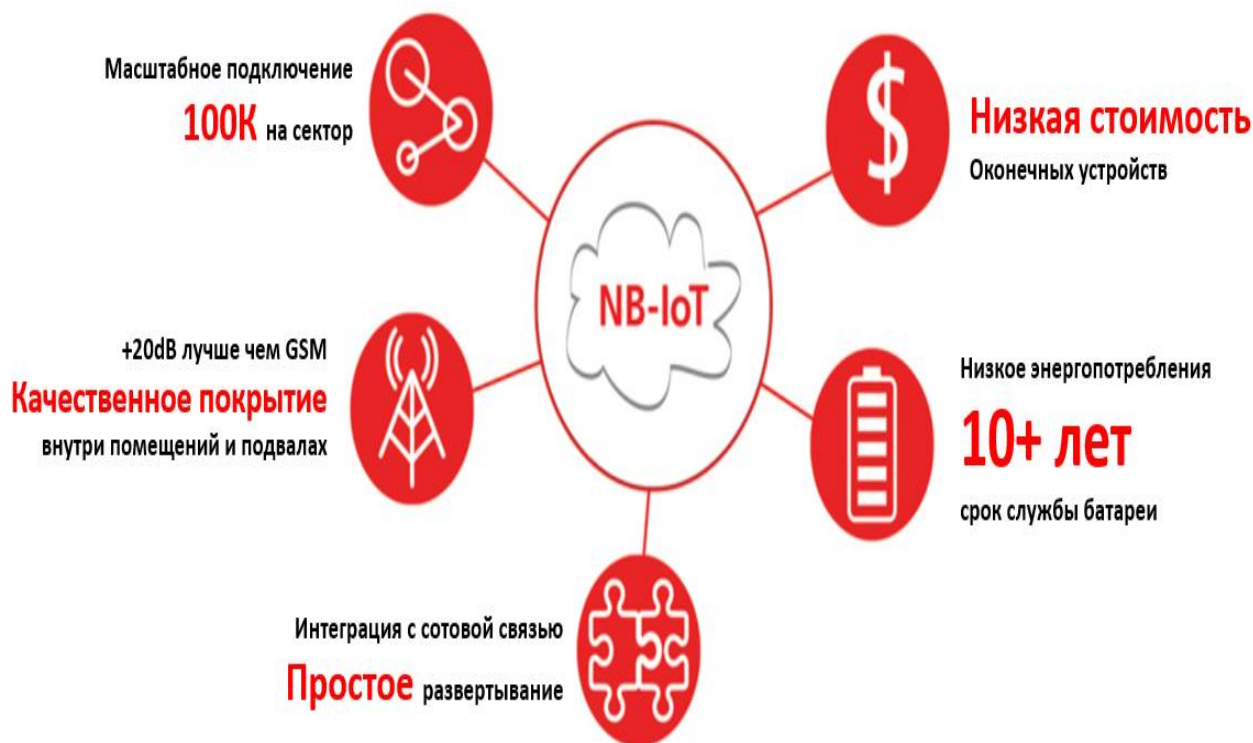 Масштабное подключение
100К на сектор
Низкая стоимость
Оконечных устройств
NB-IoT
+20dB лучше чем GSM
Качественное покрытие
внутри помещений и подвалах
Низкое энергопотребления
10+ лет
срок службы батареи
Интеграция с сотовой связью
Простое развертывание